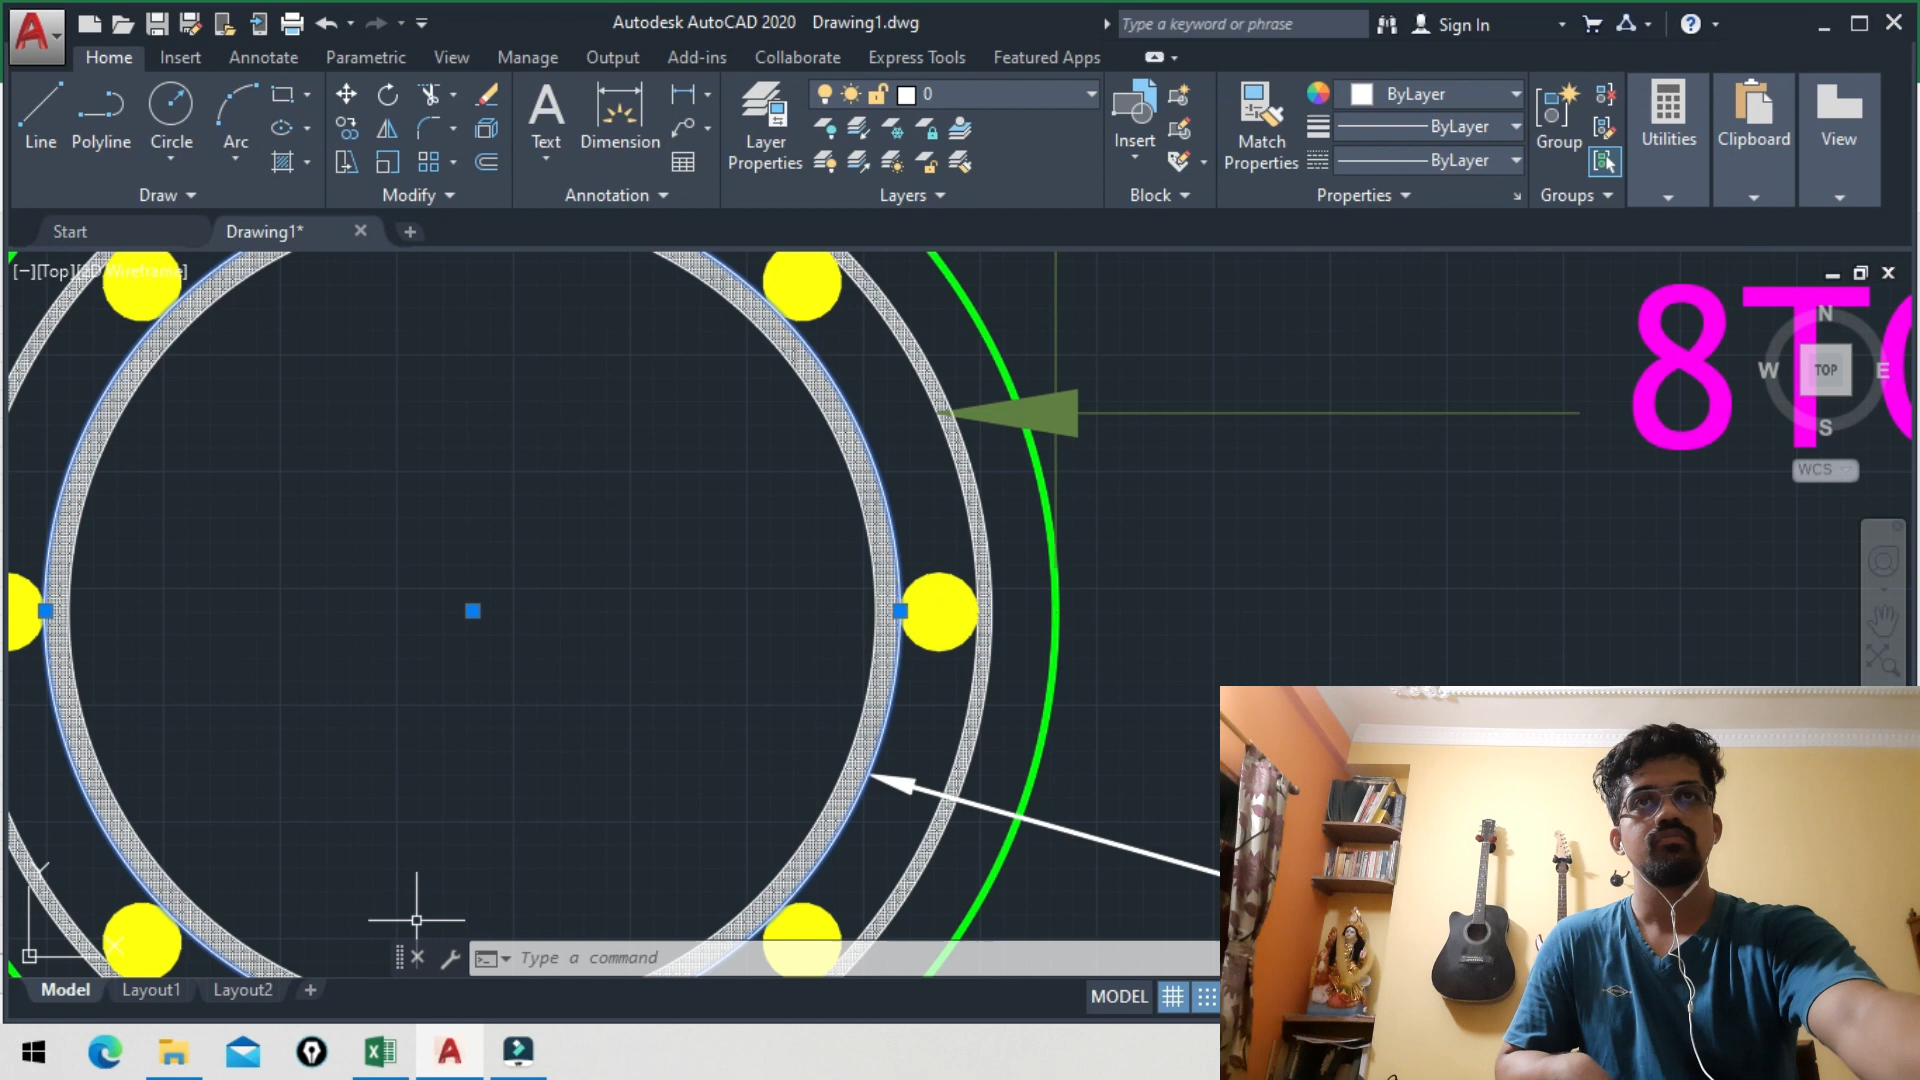 Autodesk AutoCAD 2020 Drawing1.dwg
Type a keyword or phrase
Sign In
Home Insert Annotate Parametric View Manage Output Add-ins Collaborate Express Tools Featured Apps
Line Polyline Circle Arc
Text Dimension
Layer Properties
0
Insert
Match Properties
ByLayer
ByLayer
ByLayer
Group
Utilities
Clipboard
View
Draw Modify Annotation Layers Block Properties Groups
Start Drawing1*
[−][Top][2D Wireframe]
8T
N
W TOP E
S
WCS
Y
X
Type a command
Model Layout1 Layout2
MODEL